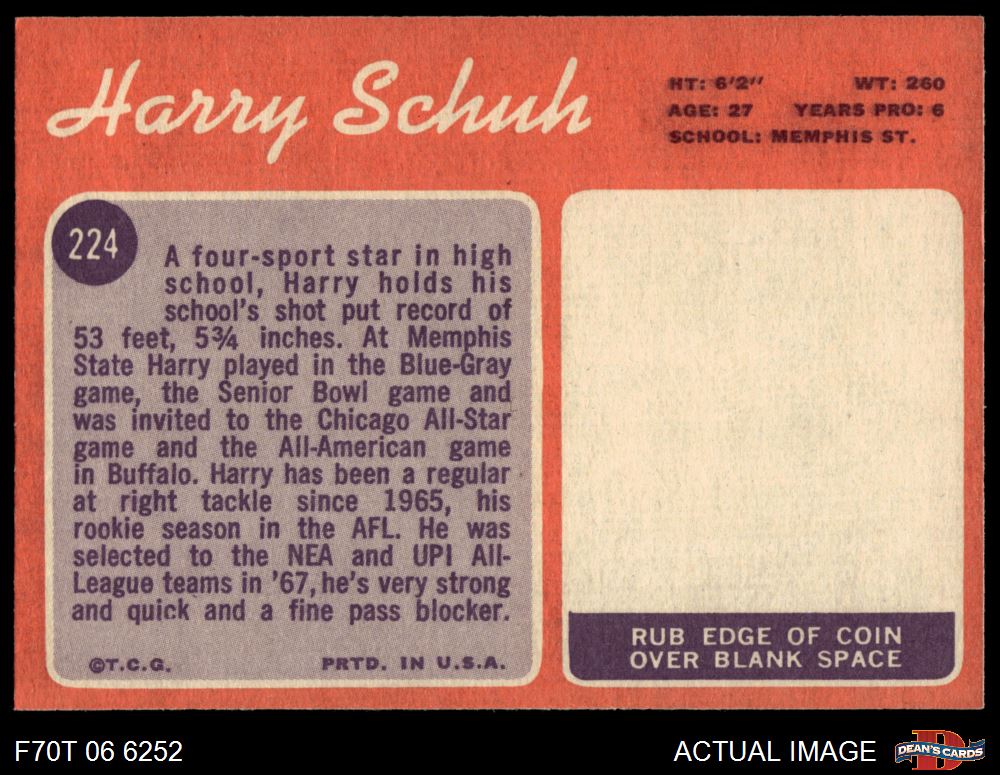 Harry Schuh
HT: 6'2" WT: 260
AGE: 27 YEARS PRO: 6
SCHOOL: MEMPHIS ST.
224
A four-sport star in high
school, Harry holds his
school's shot put record of
53 feet, 5¾ inches. At Memphis
State Harry played in the Blue-Gray
game, the Senior Bowl game and
was invited to the Chicago All-Star
game and the All-American game
in Buffalo. Harry has been a regular
at right tackle since 1965, his
rookie season in the AFL. He was
selected to the NEA and UPI All-
League teams in '67, he's very strong
and quick and a fine pass blocker.
©T.C.G. PRTD. IN U.S.A.
RUB EDGE OF COIN
OVER BLANK SPACE
F70T 06 6252
ACTUAL IMAGE
D
DEAN'S CARDS